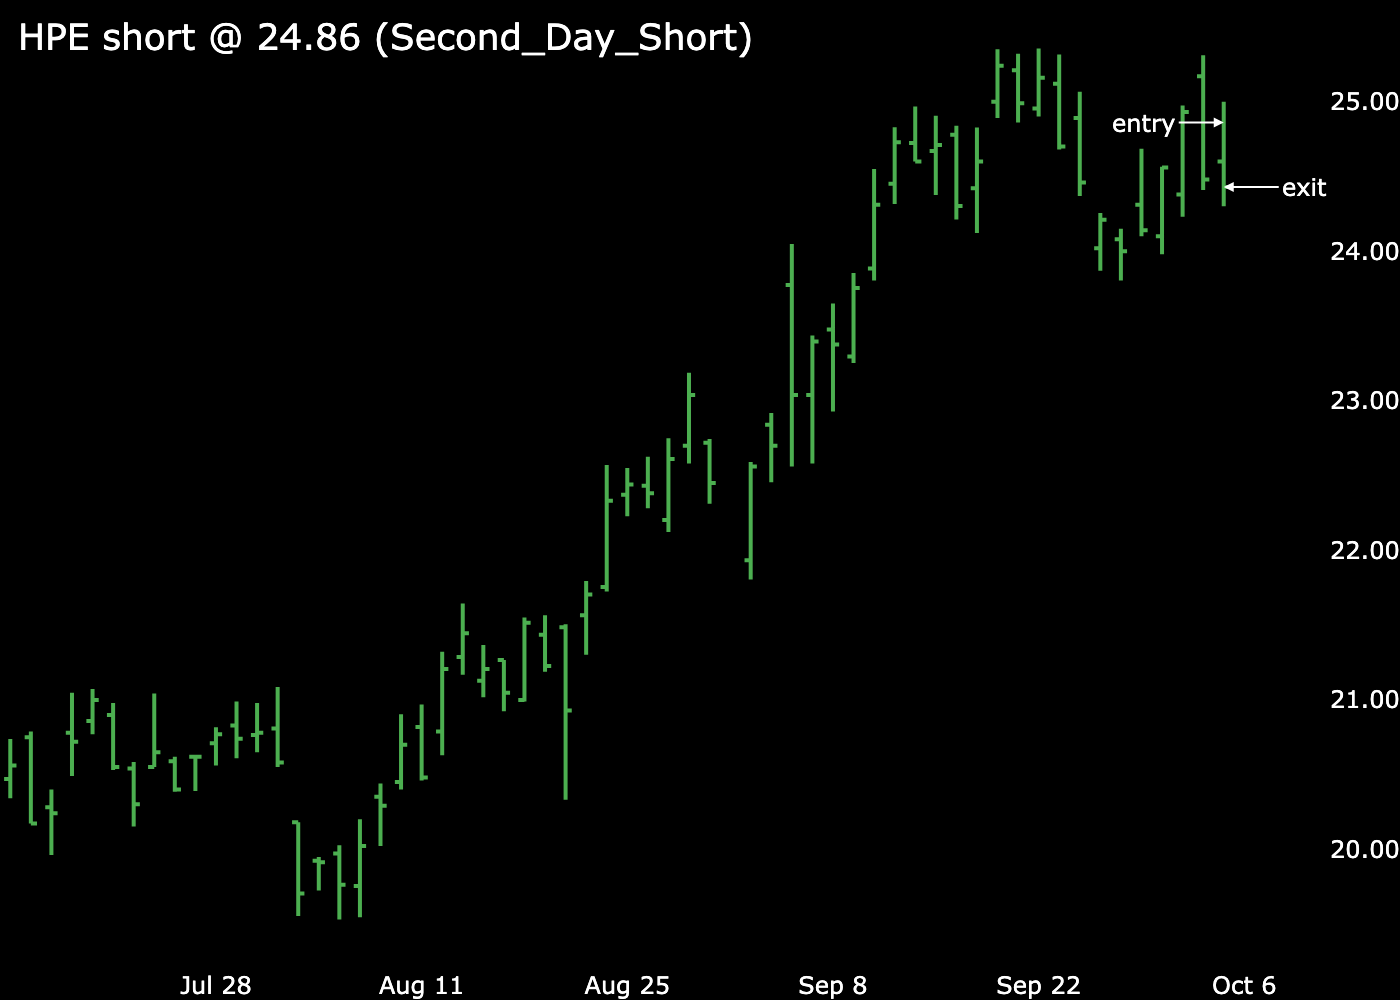 HPE short @ 24.86 (Second_Day_Short)
25.00
entry
exit
24.00
23.00
22.00
21.00
20.00
Jul 28 Aug 11 Aug 25 Sep 8 Sep 22 Oct 6